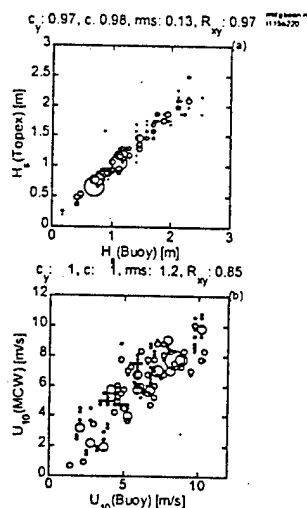 c_y: 0.97, c: 0.98, rms: 0.13, R_xy: 0.97
(a)
3
2.5
2
1.5
1
0.5
0
H_s(Topex) [m]
0 1 2 3
H (Buoy) [m]
c_y: 1, c: 1, rms: 1.2, R_xy: 0.85
(b)
12
10
8
6
4
2
0
U_10(MCW) [m/s]
0 5 10
U_10(Buoy) [m/s]